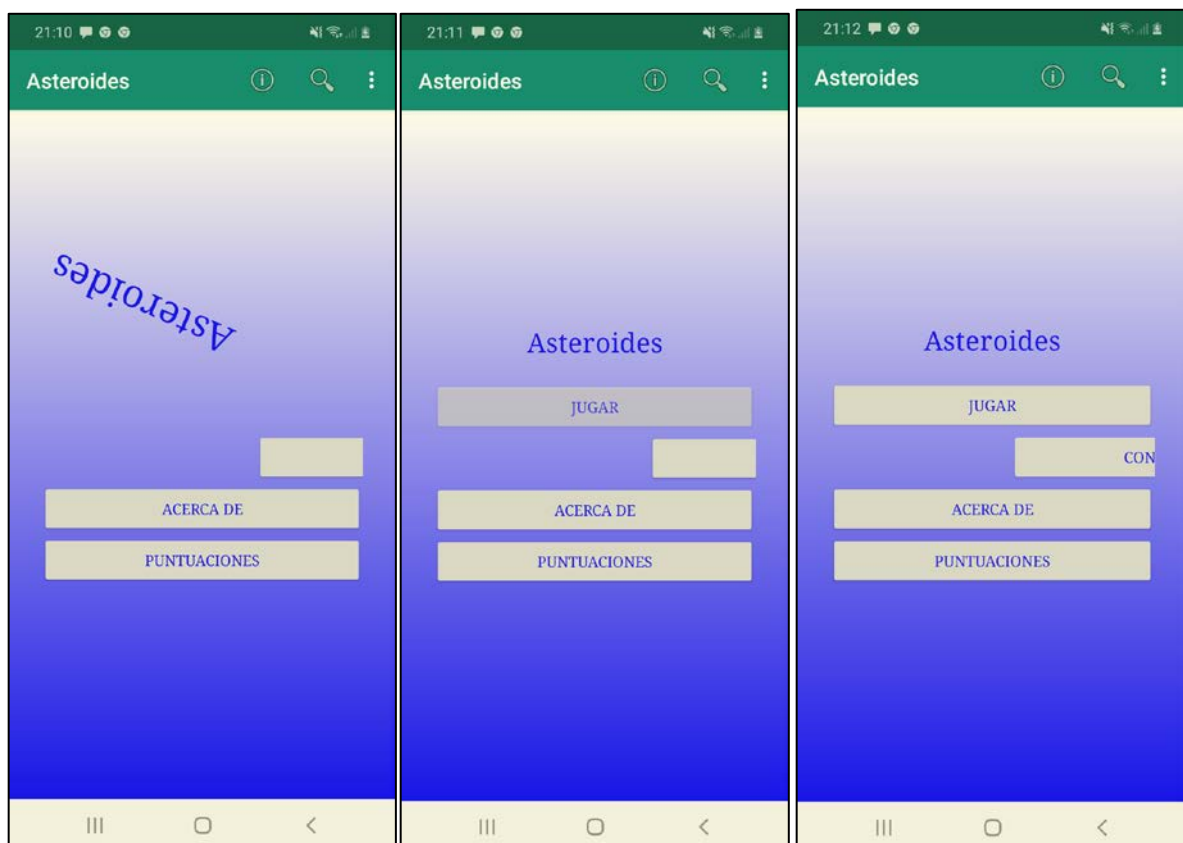 21:10
Asteroides
Asteroides
ACERCA DE
PUNTUACIONES
21:11
Asteroides
Asteroides
JUGAR
ACERCA DE
PUNTUACIONES
21:12
Asteroides
Asteroides
JUGAR
CON
ACERCA DE
PUNTUACIONES